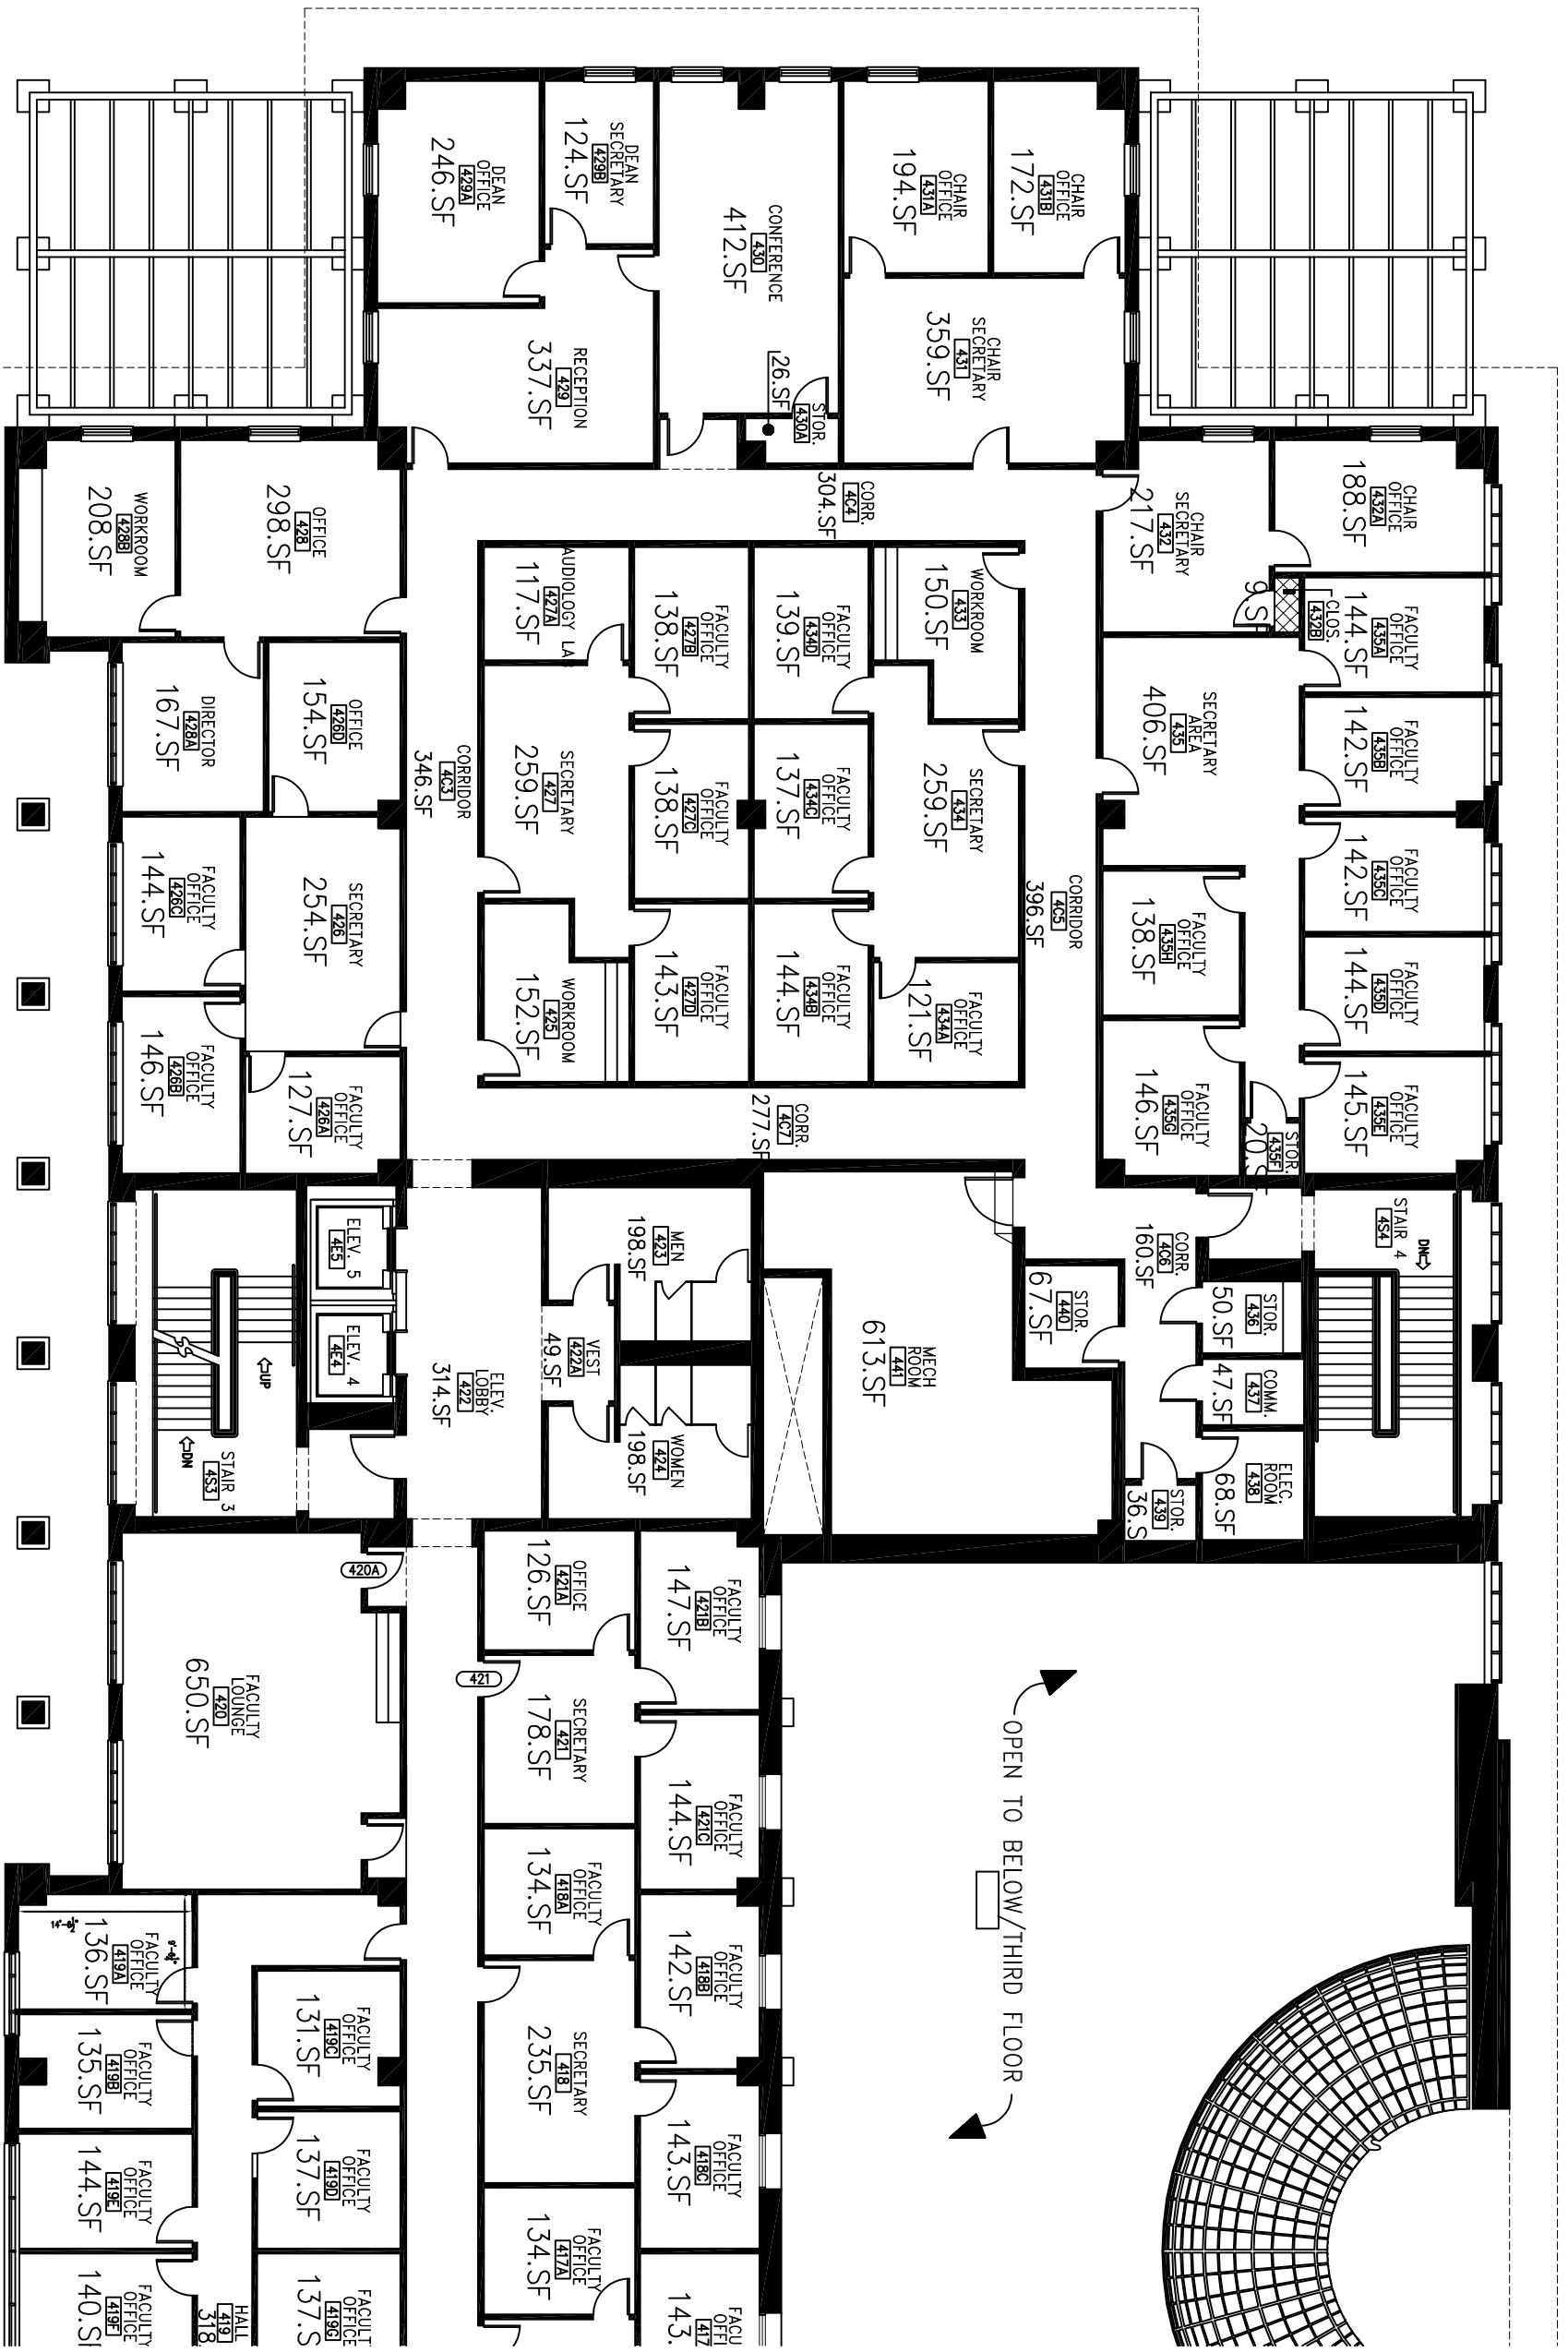 DEAN
OFFICE
429A
246.SF
DEAN
SECRETARY
429B
124.SF
CONFERENCE
430
412.SF
CHAIR
OFFICE
431A
194.SF
CHAIR
OFFICE
431B
172.SF
RECEPTION
429
337.SF
26.SF
STOR.
430A
CHAIR
SECRETARY
431
359.SF
WORKROOM
428B
208.SF
OFFICE
428
298.SF
CORR.
4C4
304.SF
CHAIR
SECRETARY
432
217.SF
CHAIR
OFFICE
432A
188.SF
CLOS.
432B
9.S
DIRECTOR
428A
167.SF
OFFICE
426D
154.SF
CORRIDOR
4C3
346.SF
AUDIOLOGY LAB
427A
117.SF
FACULTY
OFFICE
427B
138.SF
FACULTY
OFFICE
434D
139.SF
WORKROOM
433
150.SF
SECRETARY
427
259.SF
FACULTY
OFFICE
427C
138.SF
FACULTY
OFFICE
434C
137.SF
SECRETARY
434
259.SF
WORKROOM
425
152.SF
FACULTY
OFFICE
427D
143.SF
FACULTY
OFFICE
434B
144.SF
FACULTY
OFFICE
434A
121.SF
CORRIDOR
4C5
396.SF
SECRETARY
AREA
435
406.SF
FACULTY
OFFICE
435A
144.SF
FACULTY
OFFICE
435B
142.SF
FACULTY
OFFICE
435C
142.SF
FACULTY
OFFICE
435D
144.SF
FACULTY
OFFICE
435E
145.SF
FACULTY
OFFICE
435H
138.SF
FACULTY
OFFICE
435G
146.SF
STOR.
435F
20.S
FACULTY
OFFICE
426C
144.SF
SECRETARY
426
254.SF
FACULTY
OFFICE
426B
146.SF
FACULTY
OFFICE
426A
127.SF
CORR.
4C7
277.SF
ELEV. 5
4E5
ELEV. 4
4E4
UP
DN
STAIR 3
4S3
ELEV.
LOBBY
422
314.SF
MEN
423
198.SF
VEST
422A
49.SF
WOMEN
424
198.SF
MECH
ROOM
441
613.SF
STOR.
440
67.SF
CORR.
4C6
160.SF
STOR.
436
50.SF
COMM.
437
47.SF
ELEC.
ROOM
438
68.SF
STOR.
439
36.S
STAIR 4
4S4
DN
420A
FACULTY
LOUNGE
420
650.SF
OFFICE
421A
126.SF
FACULTY
OFFICE
421B
147.SF
421
SECRETARY
421
178.SF
FACULTY
OFFICE
421C
144.SF
FACULTY
OFFICE
418A
134.SF
FACULTY
OFFICE
418B
142.SF
SECRETARY
418
235.SF
FACULTY
OFFICE
418C
143.SF
FACULTY
OFFICE
417A
134.SF
FACU
OFFI
417
143.
OPEN TO BELOW/THIRD FLOOR
FACULTY
OFFICE
419A
136.SF
FACULTY
OFFICE
419B
135.SF
FACULTY
OFFICE
419C
131.SF
FACULTY
OFFICE
419D
137.SF
FACULTY
OFFICE
419E
144.SF
FACULTY
OFFICE
419F
140.SF
HALL
419
318
FACULT
OFFICE
419G
137.S